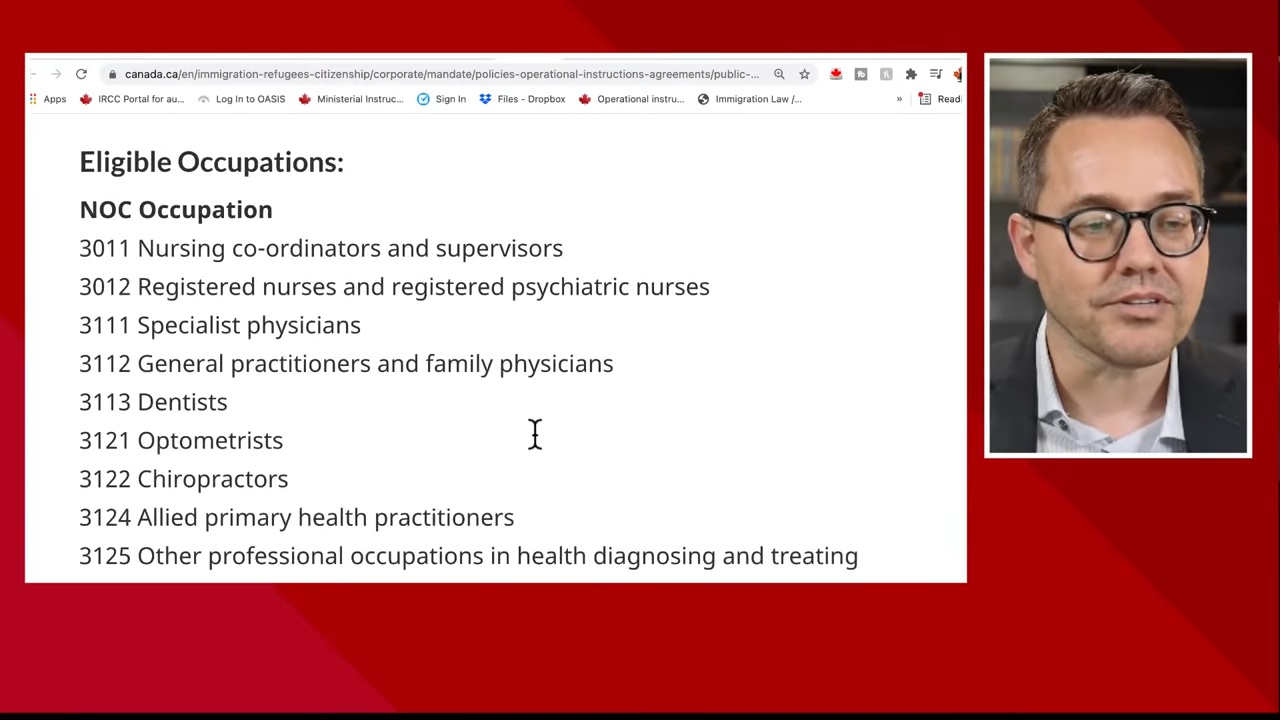 canada.ca/en/immigration-refugees-citizenship/corporate/mandate/policies-operational-instructions-agreements/public-...
Apps IRCC Portal for au... Log In to OASIS Ministerial Instruc... Sign In Files - Dropbox Operational instru... Immigration Law /... » Readi
Eligible Occupations:
NOC Occupation
3011 Nursing co-ordinators and supervisors
3012 Registered nurses and registered psychiatric nurses
3111 Specialist physicians
3112 General practitioners and family physicians
3113 Dentists
3121 Optometrists
3122 Chiropractors
3124 Allied primary health practitioners
3125 Other professional occupations in health diagnosing and treating